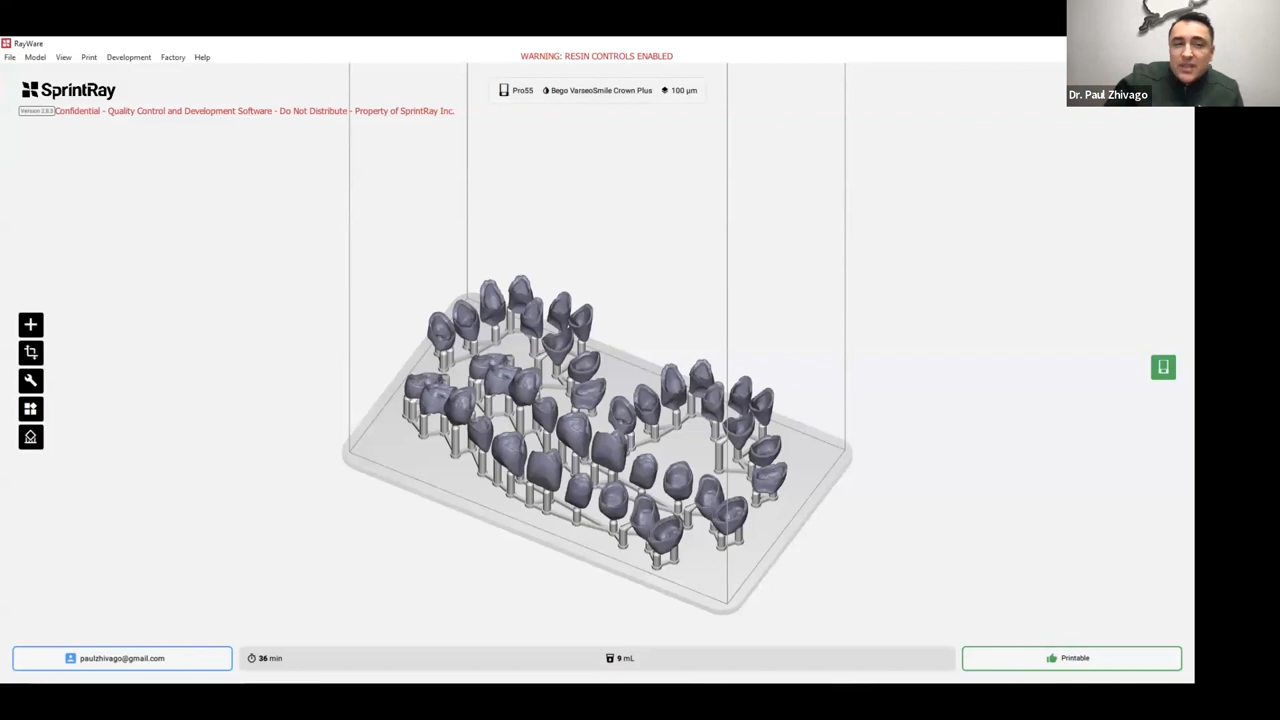 RayWare
File Model View Print Development Factory Help
WARNING: RESIN CONTROLS ENABLED
SprintRay
Pro55 Bego VarseoSmile Crown Plus 100 µm
Dr. Paul Zhivago
Confidential - Quality Control and Development Software - Do Not Distribute - Property of SprintRay Inc.
paulzhivago@gmail.com
36 min
9 mL
Printable